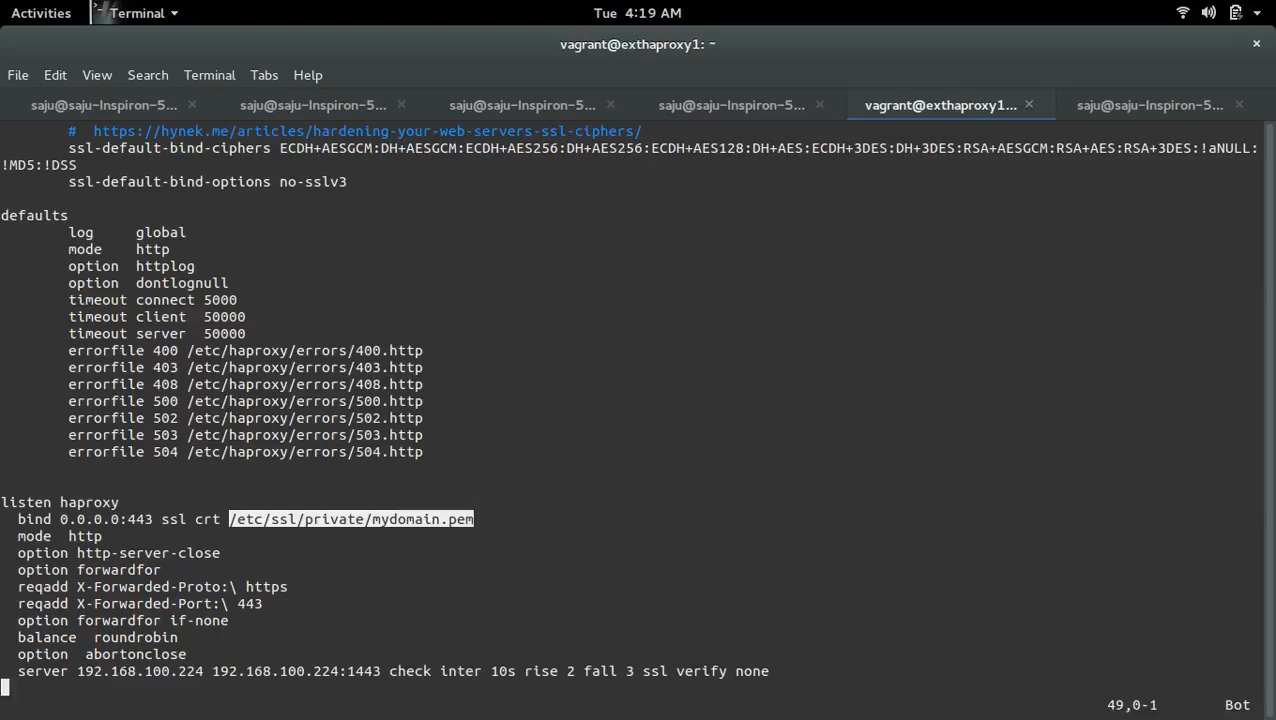 Activities Terminal Tue 4:19 AM
vagrant@exthaproxy1: ~ ×
File Edit View Search Terminal Tabs Help
saju@saju-Inspiron-5... × saju@saju-Inspiron-5... × saju@saju-Inspiron-5... × saju@saju-Inspiron-5... × vagrant@exthaproxy1... × saju@saju-Inspiron-5... ×
# https://hynek.me/articles/hardening-your-web-servers-ssl-ciphers/
ssl-default-bind-ciphers ECDH+AESGCM:DH+AESGCM:ECDH+AES256:DH+AES256:ECDH+AES128:DH+AES:ECDH+3DES:DH+3DES:RSA+AESGCM:RSA+AES:RSA+3DES:!aNULL:
!MD5:!DSS
ssl-default-bind-options no-sslv3
defaults
log global
mode http
option httplog
option dontlognull
timeout connect 5000
timeout client 50000
timeout server 50000
errorfile 400 /etc/haproxy/errors/400.http
errorfile 403 /etc/haproxy/errors/403.http
errorfile 408 /etc/haproxy/errors/408.http
errorfile 500 /etc/haproxy/errors/500.http
errorfile 502 /etc/haproxy/errors/502.http
errorfile 503 /etc/haproxy/errors/503.http
errorfile 504 /etc/haproxy/errors/504.http
listen haproxy
bind 0.0.0.0:443 ssl crt /etc/ssl/private/mydomain.pem
mode http
option http-server-close
option forwardfor
reqadd X-Forwarded-Proto:\ https
reqadd X-Forwarded-Port:\ 443
option forwardfor if-none
balance roundrobin
option abortonclose
server 192.168.100.224 192.168.100.224:1443 check inter 10s rise 2 fall 3 ssl verify none
49,0-1 Bot